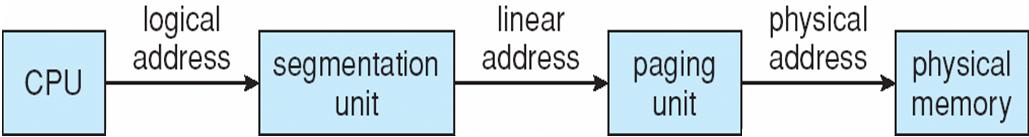 CPU
logical
address
segmentation
unit
linear
address
paging
unit
physical
address
physical
memory